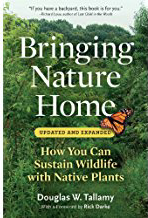 "If you have a backyard, this book is for you."
—Richard Louv, author of Last Child in the Woods
Bringing
Nature
Home
UPDATED AND EXPANDED
How You Can
Sustain Wildlife
with Native Plants
Douglas W. Tallamy
With a Foreword by Rick Darke